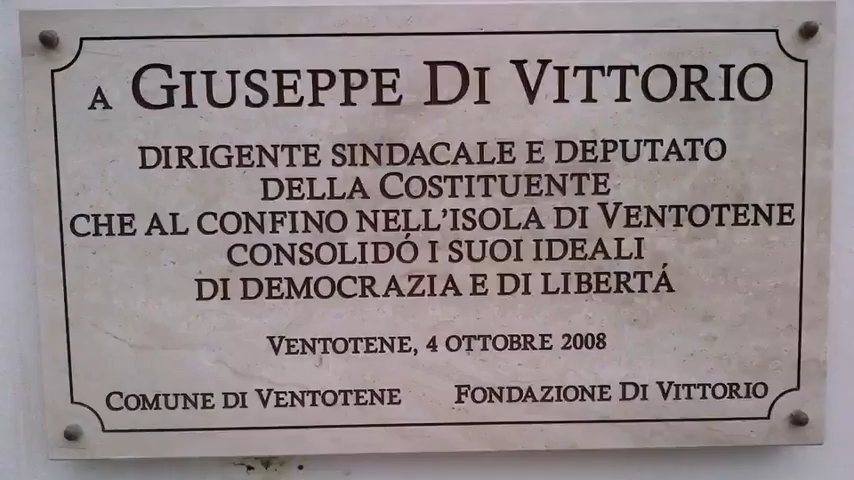 A GIUSEPPE DI VITTORIO
DIRIGENTE SINDACALE E DEPUTATO
DELLA COSTITUENTE
CHE AL CONFINO NELL'ISOLA DI VENTOTENE
CONSOLIDÓ I SUOI IDEALI
DI DEMOCRAZIA E DI LIBERTÁ
VENTOTENE, 4 OTTOBRE 2008
COMUNE DI VENTOTENE FONDAZIONE DI VITTORIO